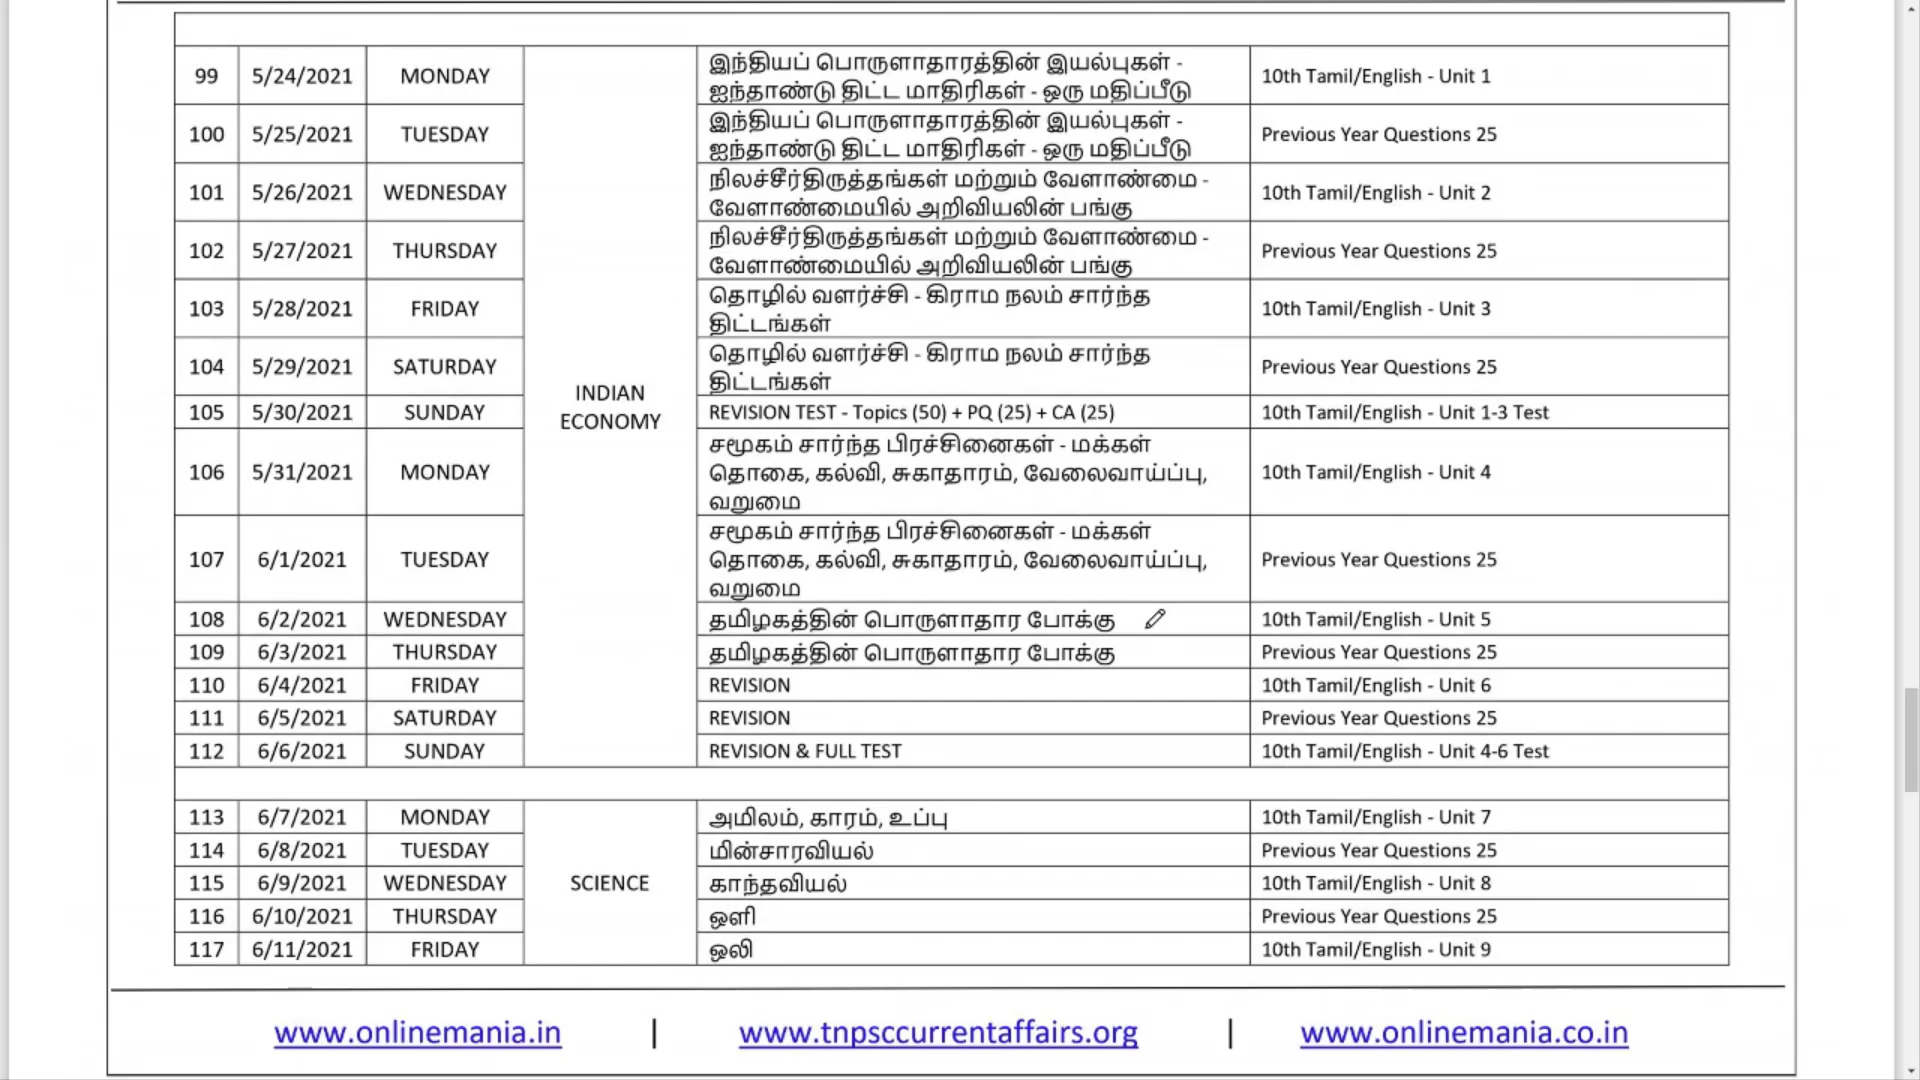 99 5/24/2021 MONDAY இந்தியப் பொருளாதாரத்தின் இயல்புகள் - 10th Tamil/English - Unit 1
ஐந்தாண்டு திட்ட மாதிரிகள் - ஒரு மதிப்பீடு
100 5/25/2021 TUESDAY இந்தியப் பொருளாதாரத்தின் இயல்புகள் - Previous Year Questions 25
ஐந்தாண்டு திட்ட மாதிரிகள் - ஒரு மதிப்பீடு
101 5/26/2021 WEDNESDAY நிலச்சீர்திருத்தங்கள் மற்றும் வேளாண்மை - 10th Tamil/English - Unit 2
வேளாண்மையில் அறிவியலின் பங்கு
102 5/27/2021 THURSDAY நிலச்சீர்திருத்தங்கள் மற்றும் வேளாண்மை - Previous Year Questions 25
வேளாண்மையில் அறிவியலின் பங்கு
103 5/28/2021 FRIDAY தொழில் வளர்ச்சி - கிராம நலம் சார்ந்த 10th Tamil/English - Unit 3
திட்டங்கள்
104 5/29/2021 SATURDAY தொழில் வளர்ச்சி - கிராம நலம் சார்ந்த Previous Year Questions 25
திட்டங்கள்
INDIAN
ECONOMY
105 5/30/2021 SUNDAY REVISION TEST - Topics (50) + PQ (25) + CA (25) 10th Tamil/English - Unit 1-3 Test
106 5/31/2021 MONDAY சமூகம் சார்ந்த பிரச்சினைகள் - மக்கள் 10th Tamil/English - Unit 4
தொகை, கல்வி, சுகாதாரம், வேலைவாய்ப்பு,
வறுமை
107 6/1/2021 TUESDAY சமூகம் சார்ந்த பிரச்சினைகள் - மக்கள் Previous Year Questions 25
தொகை, கல்வி, சுகாதாரம், வேலைவாய்ப்பு,
வறுமை
108 6/2/2021 WEDNESDAY தமிழகத்தின் பொருளாதார போக்கு 10th Tamil/English - Unit 5
109 6/3/2021 THURSDAY தமிழகத்தின் பொருளாதார போக்கு Previous Year Questions 25
110 6/4/2021 FRIDAY REVISION 10th Tamil/English - Unit 6
111 6/5/2021 SATURDAY REVISION Previous Year Questions 25
112 6/6/2021 SUNDAY REVISION & FULL TEST 10th Tamil/English - Unit 4-6 Test
113 6/7/2021 MONDAY அமிலம், காரம், உப்பு 10th Tamil/English - Unit 7
114 6/8/2021 TUESDAY மின்சாரவியல் Previous Year Questions 25
115 6/9/2021 WEDNESDAY SCIENCE காந்தவியல் 10th Tamil/English - Unit 8
116 6/10/2021 THURSDAY ஒளி Previous Year Questions 25
117 6/11/2021 FRIDAY ஒலி 10th Tamil/English - Unit 9
www.onlinemania.in | www.tnpsccurrentaffairs.org | www.onlinemania.co.in